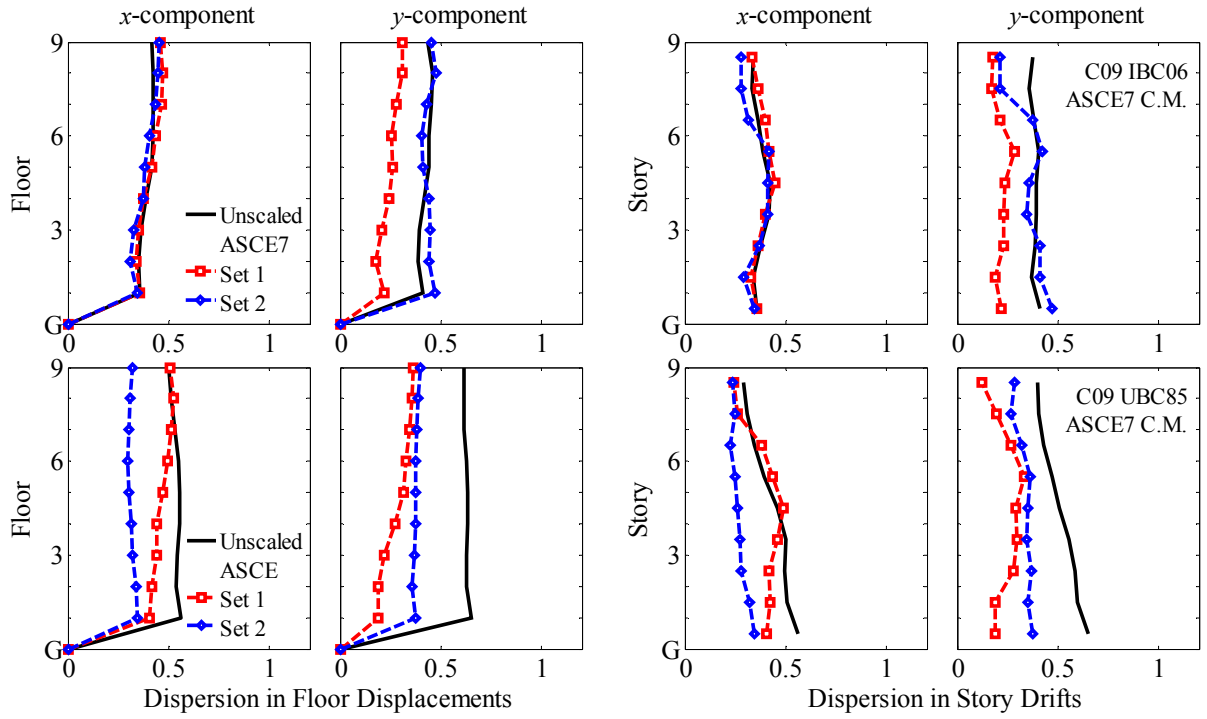 x-component
y-component
x-component
y-component
9
6
3
G
Floor
Unscaled
ASCE7
Set 1
Set 2
0
0.5
1
0
0.5
1
9
6
3
G
Story
C09 IBC06
ASCE7 C.M.
0
0.5
1
0
0.5
1
9
6
3
G
Floor
Unscaled
ASCE
Set 1
Set 2
0
0.5
1
0
0.5
1
9
6
3
G
Story
C09 UBC85
ASCE7 C.M.
0
0.5
1
0
0.5
1
Dispersion in Floor Displacements
Dispersion in Story Drifts